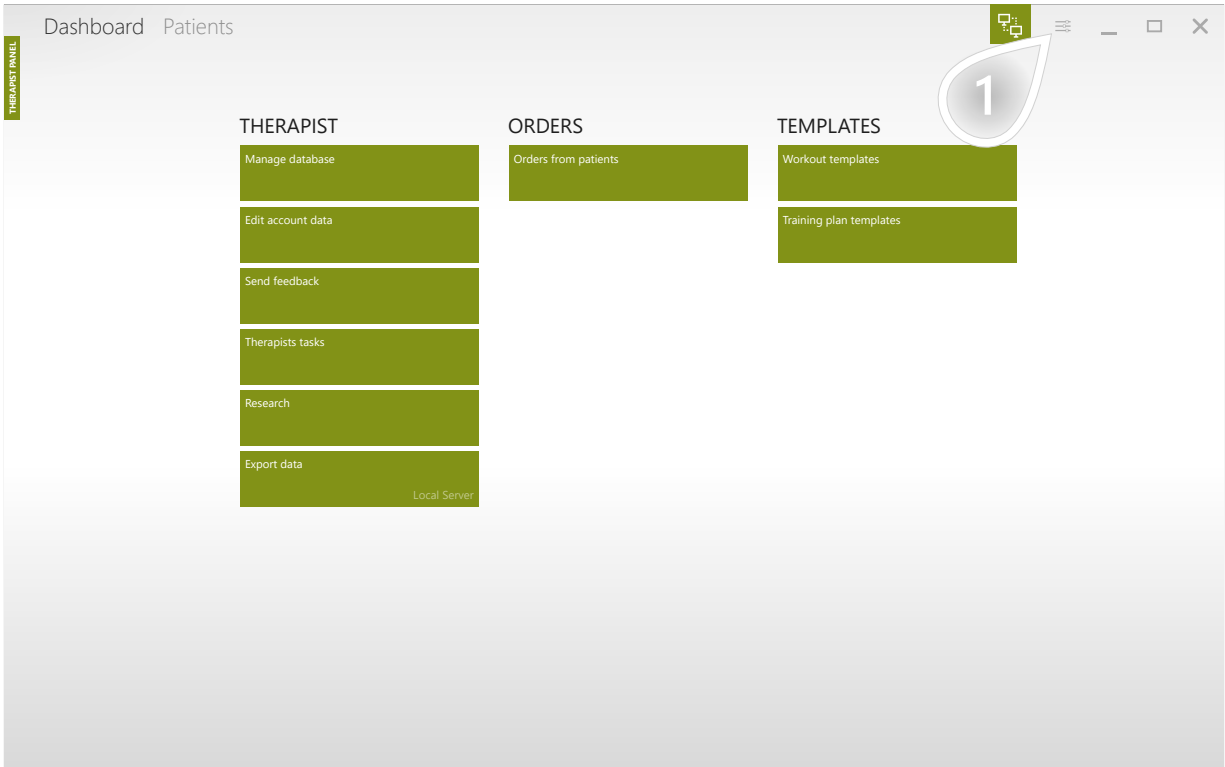 Dashboard Patients
THERAPIST PANEL
1
THERAPIST
Manage database
Edit account data
Send feedback
Therapists tasks
Research
Export data
Local Server
ORDERS
Orders from patients
TEMPLATES
Workout templates
Training plan templates